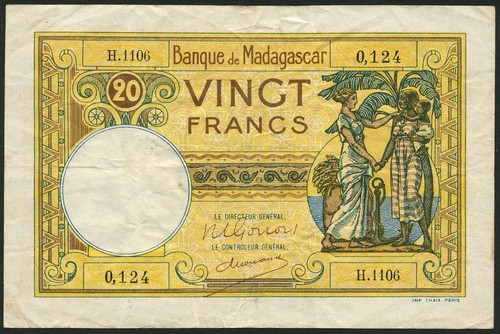 H.1106
Banque de Madagascar
0,124
20
VINGT
FRANCS
LE DIRECTEUR GÉNÉRAL,
LE CONTROLEUR GÉNÉRAL,
0,124
H.1106
IMP. CHAIX. PARIS